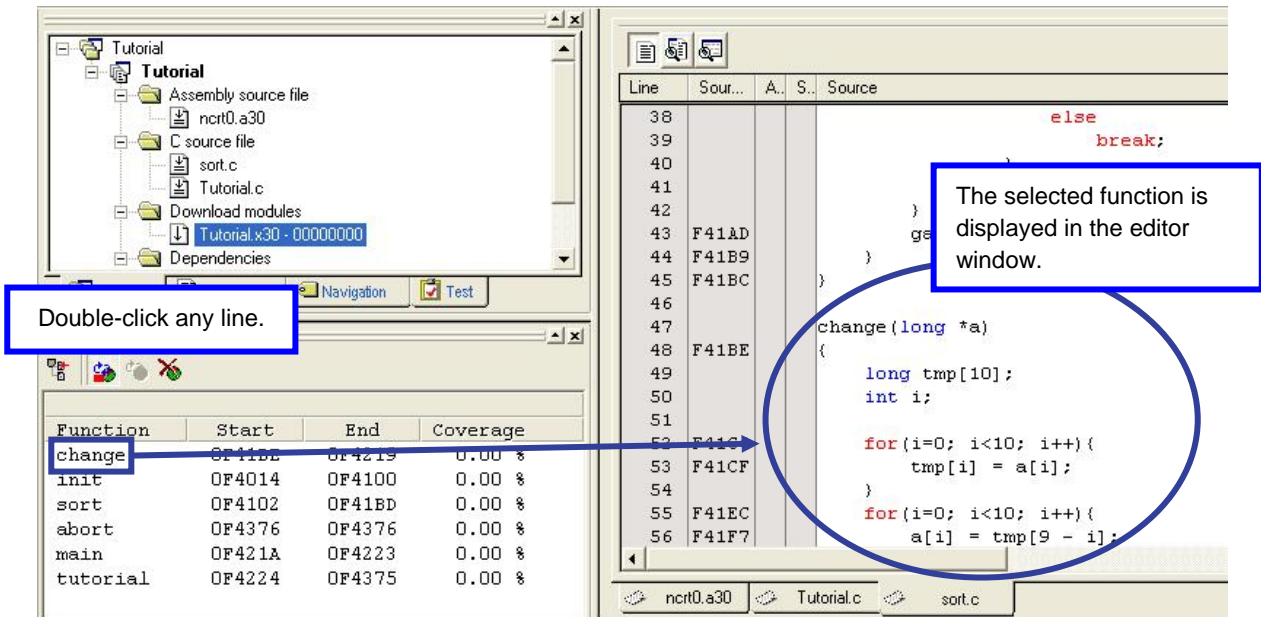 Tutorial
Tutorial
Assembly source file
ncrt0.a30
C source file
sort.c
Tutorial.c
Download modules
Tutorial.x30 - 00000000
Dependencies
Navigation
Test
Double-click any line.
Function Start End Coverage
change 0F41BE 0F4219 0.00 %
init 0F4014 0F4100 0.00 %
sort 0F4102 0F41BD 0.00 %
abort 0F4376 0F4376 0.00 %
main 0F421A 0F4223 0.00 %
tutorial 0F4224 0F4375 0.00 %
Line Sour... A.. S.. Source
38 else
39 break;
40 }
41
42 }
43 F41AD ga
44 F41B9 }
45 F41BC }
46
47 change(long *a)
48 F41BE {
49 long tmp[10];
50 int i;
51
52 for(i=0; i<10; i++){
53 F41CF tmp[i] = a[i];
54 }
55 F41EC for(i=0; i<10; i++){
56 F41F7 a[i] = tmp[9 - i];
The selected function is
displayed in the editor
window.
ncrt0.a30
Tutorial.c
sort.c